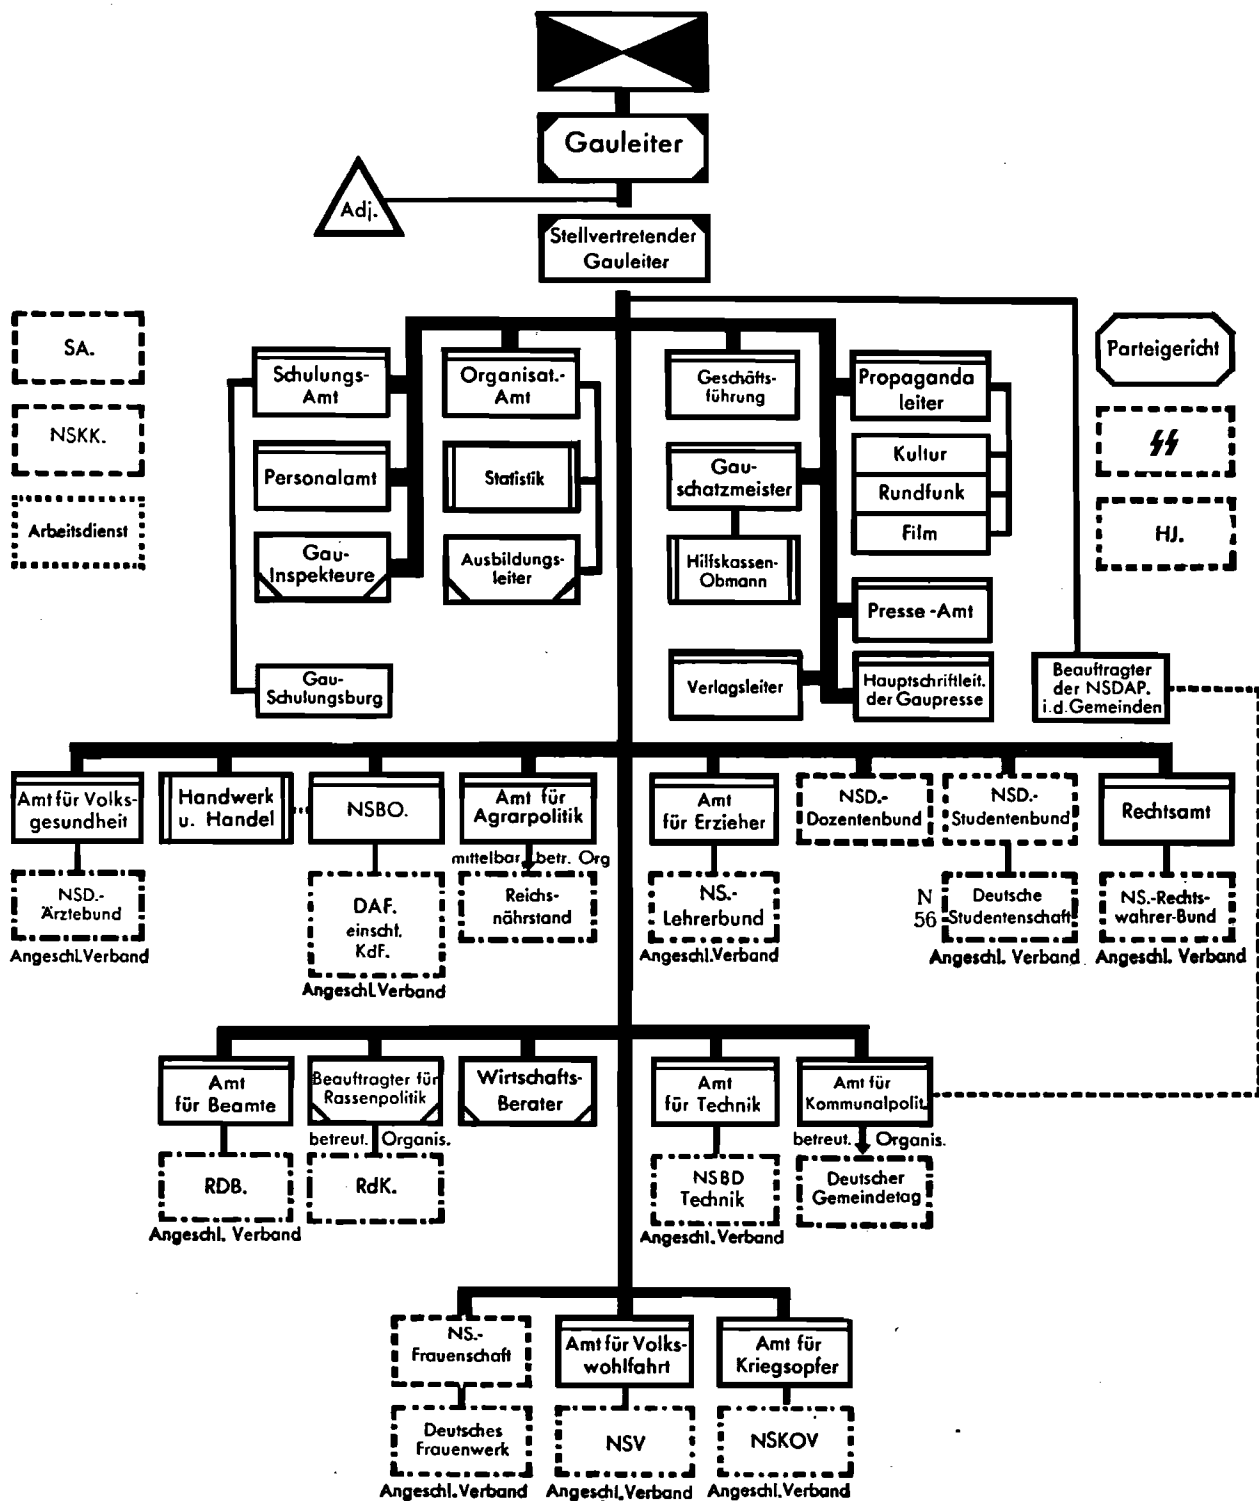 Gauleiter
Adj.
Stellvertretender
Gauleiter
SA.
NSKK.
Arbeitsdienst
Schulungs-
Amt
Personalamt
Gau-
Inspekteure
Gau-
Schulungsburg
Organisat.-
Amt
Statistik
Ausbildungs-
leiter
Geschäfts-
führung
Gau-
schatzmeister
Hilfskassen-
Obmann
Verlagsleiter
Propaganda
leiter
Kultur
Rundfunk
Film
Presse-Amt
Hauptschriftleit.
der Gaupresse
Parteigericht
SS
HJ.
Beauftragter
der NSDAP.
i.d.Gemeinden
Amt für Volks-
gesundheit
NSD.-
Ärztebund
Angeschl.Verband
Handwerk
u. Handel
NSBO.
DAF.
einschl.
KdF.
Angeschl.Verband
Amt für
Agrarpolitik
mittelbar betr. Org
Reichs-
nährstand
Amt
für Erzieher
NS.-
Lehrerbund
Angeschl.Verband
NSD.-
Dozentenbund
NSD.-
Studentenbund
N
56
Deutsche
Studentenschaft
Angeschl. Verband
Rechtsamt
NS.-Rechts-
wahrer-Bund
Angeschl. Verband
Amt
für Beamte
RDB.
Angeschl. Verband
Beauftragter für
Rassenpolitik
betreut. Organis.
RdK.
Wirtschafts-
Berater
Amt
für Technik
NSBD
Technik
Angeschl. Verband
Amt für
Kommunalpolit.
betreut. Organis.
Deutscher
Gemeindetag
NS.-
Frauenschaft
Deutsches
Frauenwerk
Angeschl.Verband
Amt für Volks-
wohlfahrt
NSV
Angeschl.Verband
Amt für
Kriegsopfer
NSKOV
Angeschl.Verband